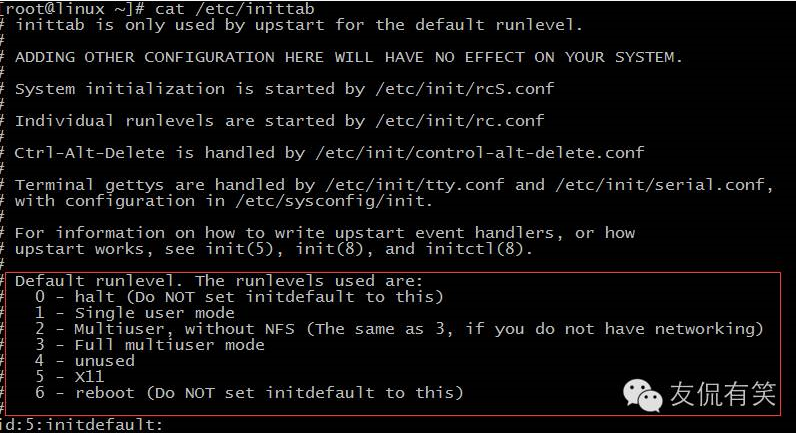 [root@linux ~]# cat /etc/inittab
# inittab is only used by upstart for the default runlevel.
#
# ADDING OTHER CONFIGURATION HERE WILL HAVE NO EFFECT ON YOUR SYSTEM.
#
# System initialization is started by /etc/init/rcS.conf
#
# Individual runlevels are started by /etc/init/rc.conf
#
# Ctrl-Alt-Delete is handled by /etc/init/control-alt-delete.conf
#
# Terminal gettys are handled by /etc/init/tty.conf and /etc/init/serial.conf,
# with configuration in /etc/sysconfig/init.
#
# For information on how to write upstart event handlers, or how
# upstart works, see init(5), init(8), and initctl(8).
#
# Default runlevel. The runlevels used are:
#   0 - halt (Do NOT set initdefault to this)
#   1 - Single user mode
#   2 - Multiuser, without NFS (The same as 3, if you do not have networking)
#   3 - Full multiuser mode
#   4 - unused
#   5 - X11
#   6 - reboot (Do NOT set initdefault to this)
#
id:5:initdefault:
友侃有笑